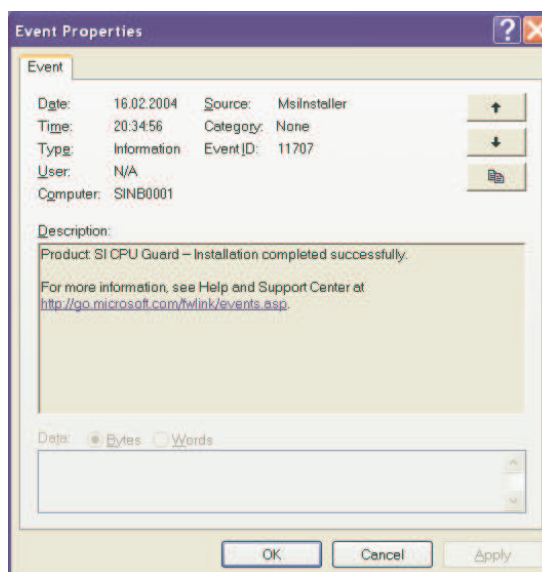 Event Properties
Event
Date: 16.02.2004 Source: MsiInstaller
Time: 20:34:56 Category: None
Type: Information Event ID: 11707
User: N/A
Computer: SINB0001
Description:
Product: SI CPU Guard – Installation completed successfully.
For more information, see Help and Support Center at
http://go.microsoft.com/fwlink/events.asp.
Data: Bytes Words
OK Cancel Apply